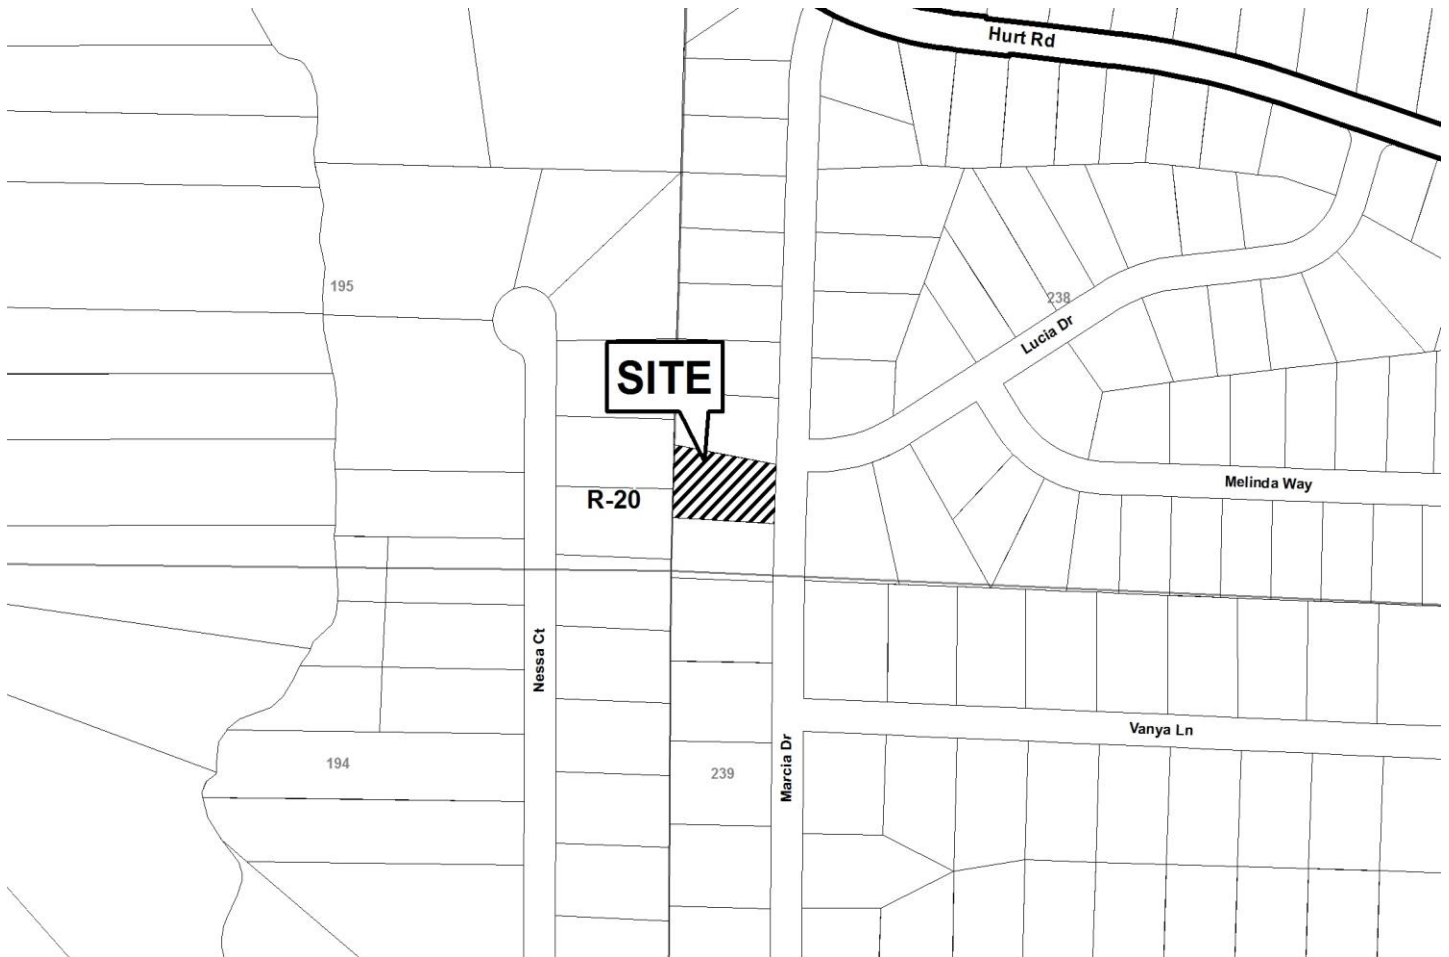 Hurt Rd
195
238
Lucia Dr
SITE
Melinda Way
R-20
Nessa Ct
Vanya Ln
194
239
Marcia Dr